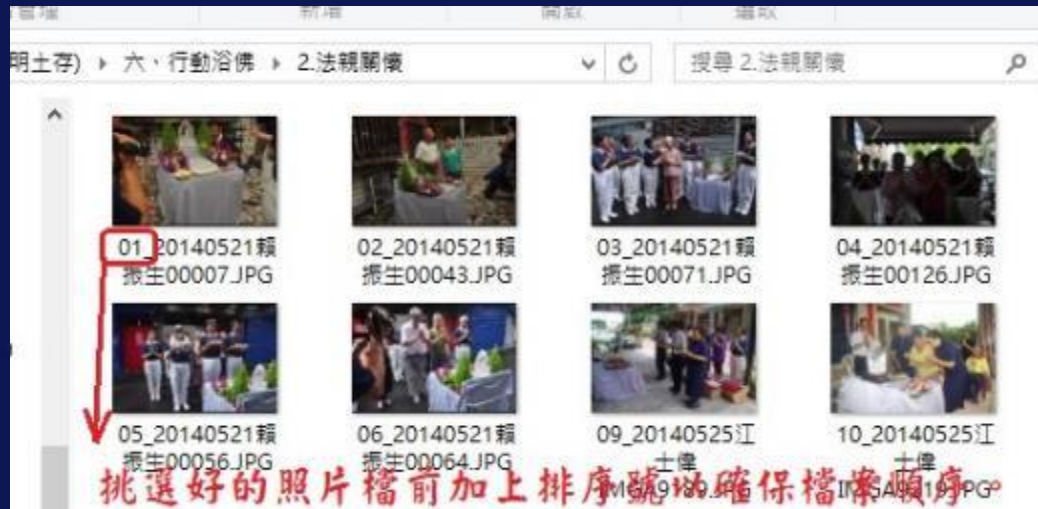 管理 新增 開啟 選取
明土存) › 六、行動浴佛 › 2.法親關懷 搜尋 2.法親關懷
01_20140521賴 02_20140521賴 03_20140521賴 04_20140521賴
振生00007.JPG 振生00043.JPG 振生00071.JPG 振生00126.JPG
05_20140521賴 06_20140521賴 09_20140525江 10_20140525江
振生00056.JPG 振生00064.JPG 士偉 士偉
挑選好的照片檔前加上排序號以確保檔案順序。